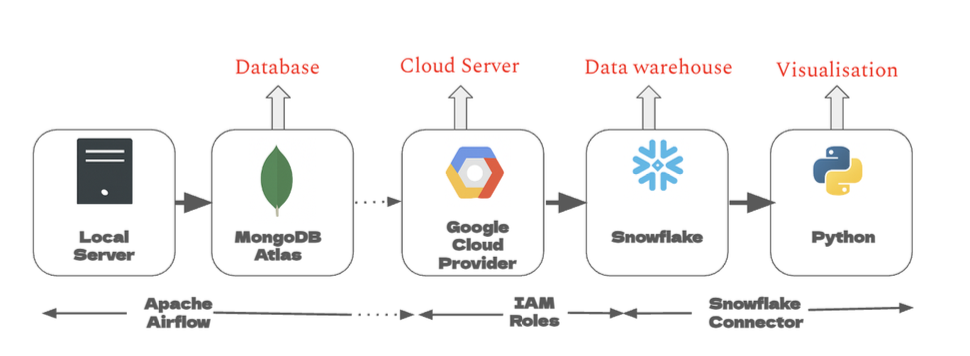 Database
Cloud Server
Data warehouse
Visualisation
Local
Server
MongoDB
Atlas
Google
Cloud
Provider
Snowflake
Python
Apache
Airflow
IAM
Roles
Snowflake
Connector